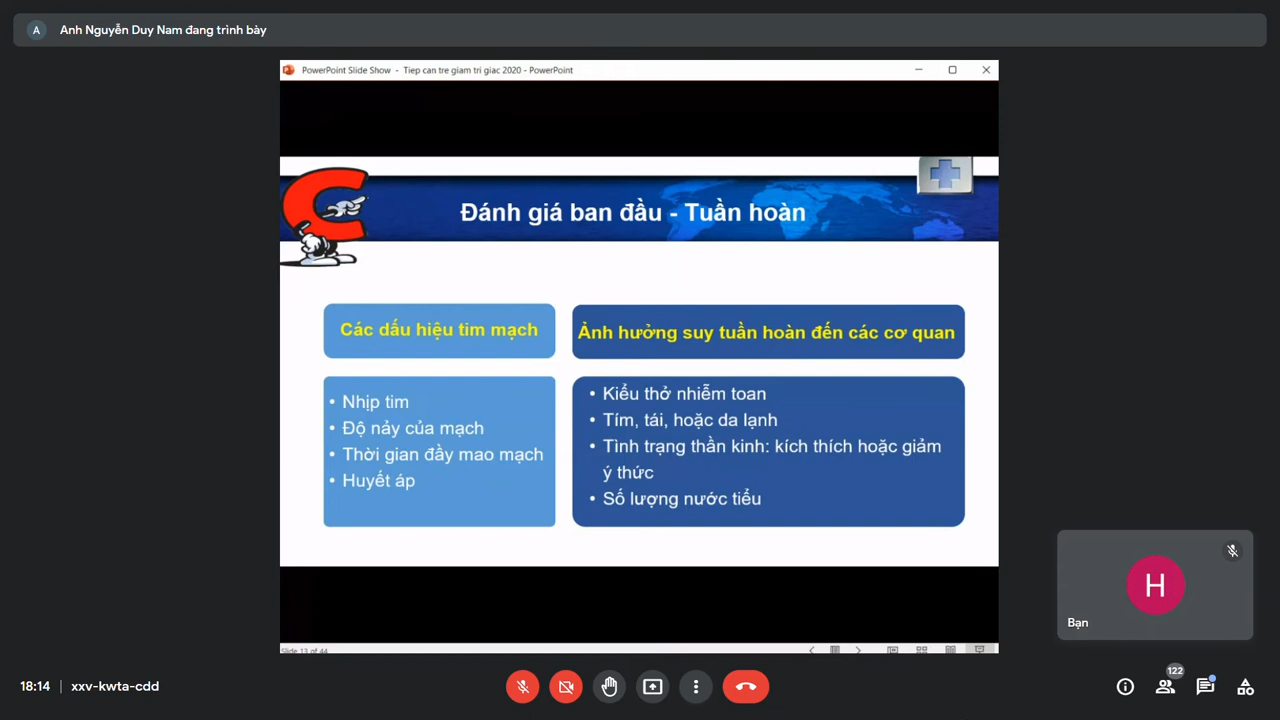 A
Anh Nguyễn Duy Nam đang trình bày
PowerPoint Slide Show - Tiep can tre giam tri giac 2020 - PowerPoint
C
Đánh giá ban đầu - Tuần hoàn
Các dấu hiệu tim mạch
• Nhịp tim
• Độ nảy của mạch
• Thời gian đầy mao mạch
• Huyết áp
Ảnh hưởng suy tuần hoàn đến các cơ quan
• Kiểu thở nhiễm toan
• Tím, tái, hoặc da lạnh
• Tình trạng thần kinh: kích thích hoặc giảm
ý thức
• Số lượng nước tiểu
Slide 13 of 44
H
Bạn
18:14 | xxv-kwta-cdd
122